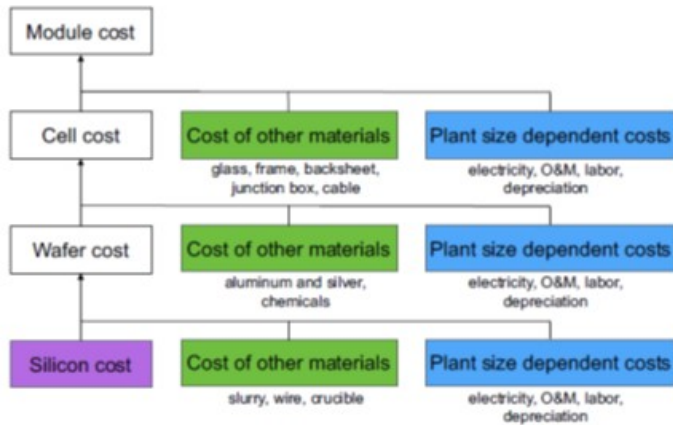 Module cost
Cell cost
Cost of other materials
Plant size dependent costs
glass, frame, backsheet,
junction box, cable
electricity, O&M, labor,
depreciation
Wafer cost
Cost of other materials
Plant size dependent costs
aluminum and silver,
chemicals
electricity, O&M, labor,
depreciation
Silicon cost
Cost of other materials
Plant size dependent costs
slurry, wire, crucible
electricity, O&M, labor,
depreciation